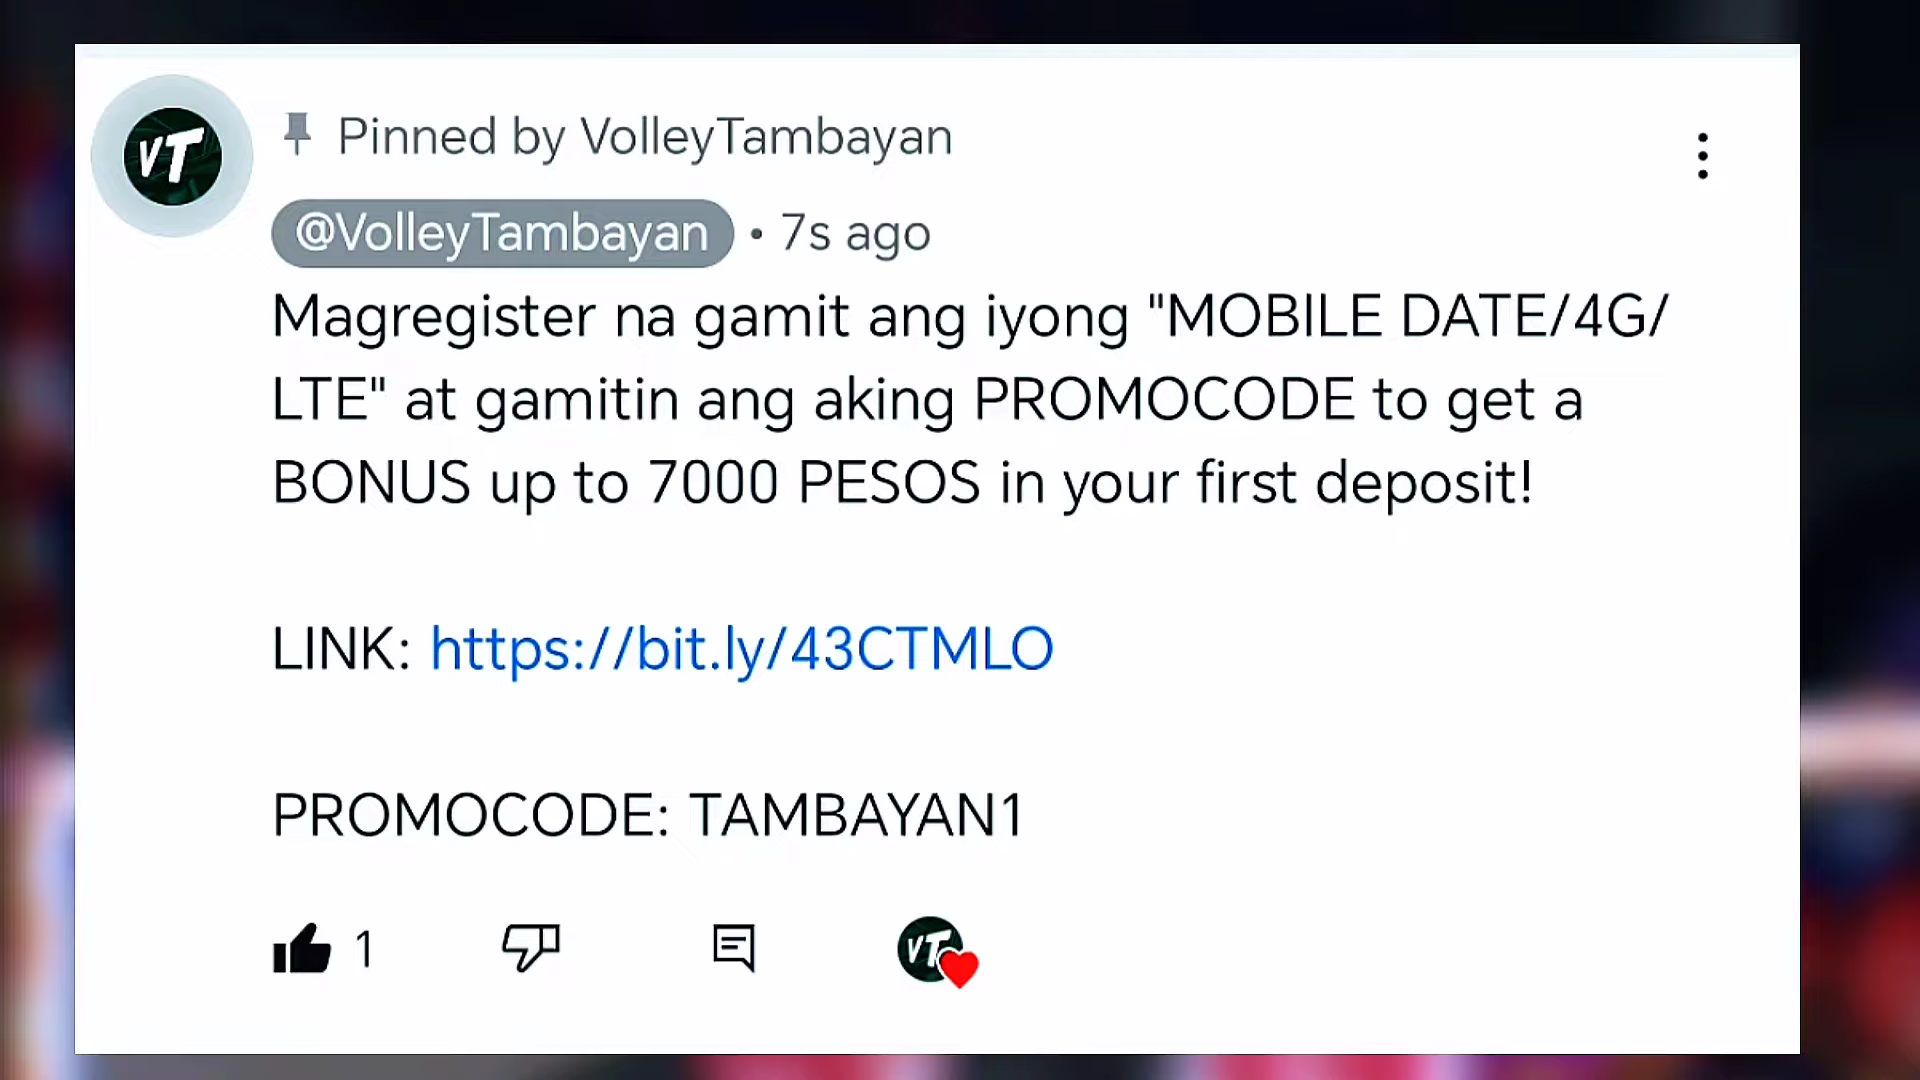 VT
Pinned by VolleyTambayan
@VolleyTambayan • 7s ago
Magregister na gamit ang iyong "MOBILE DATE/4G/
LTE" at gamitin ang aking PROMOCODE to get a
BONUS up to 7000 PESOS in your first deposit!
LINK: https://bit.ly/43CTMLO
PROMOCODE: TAMBAYAN1
1
VT